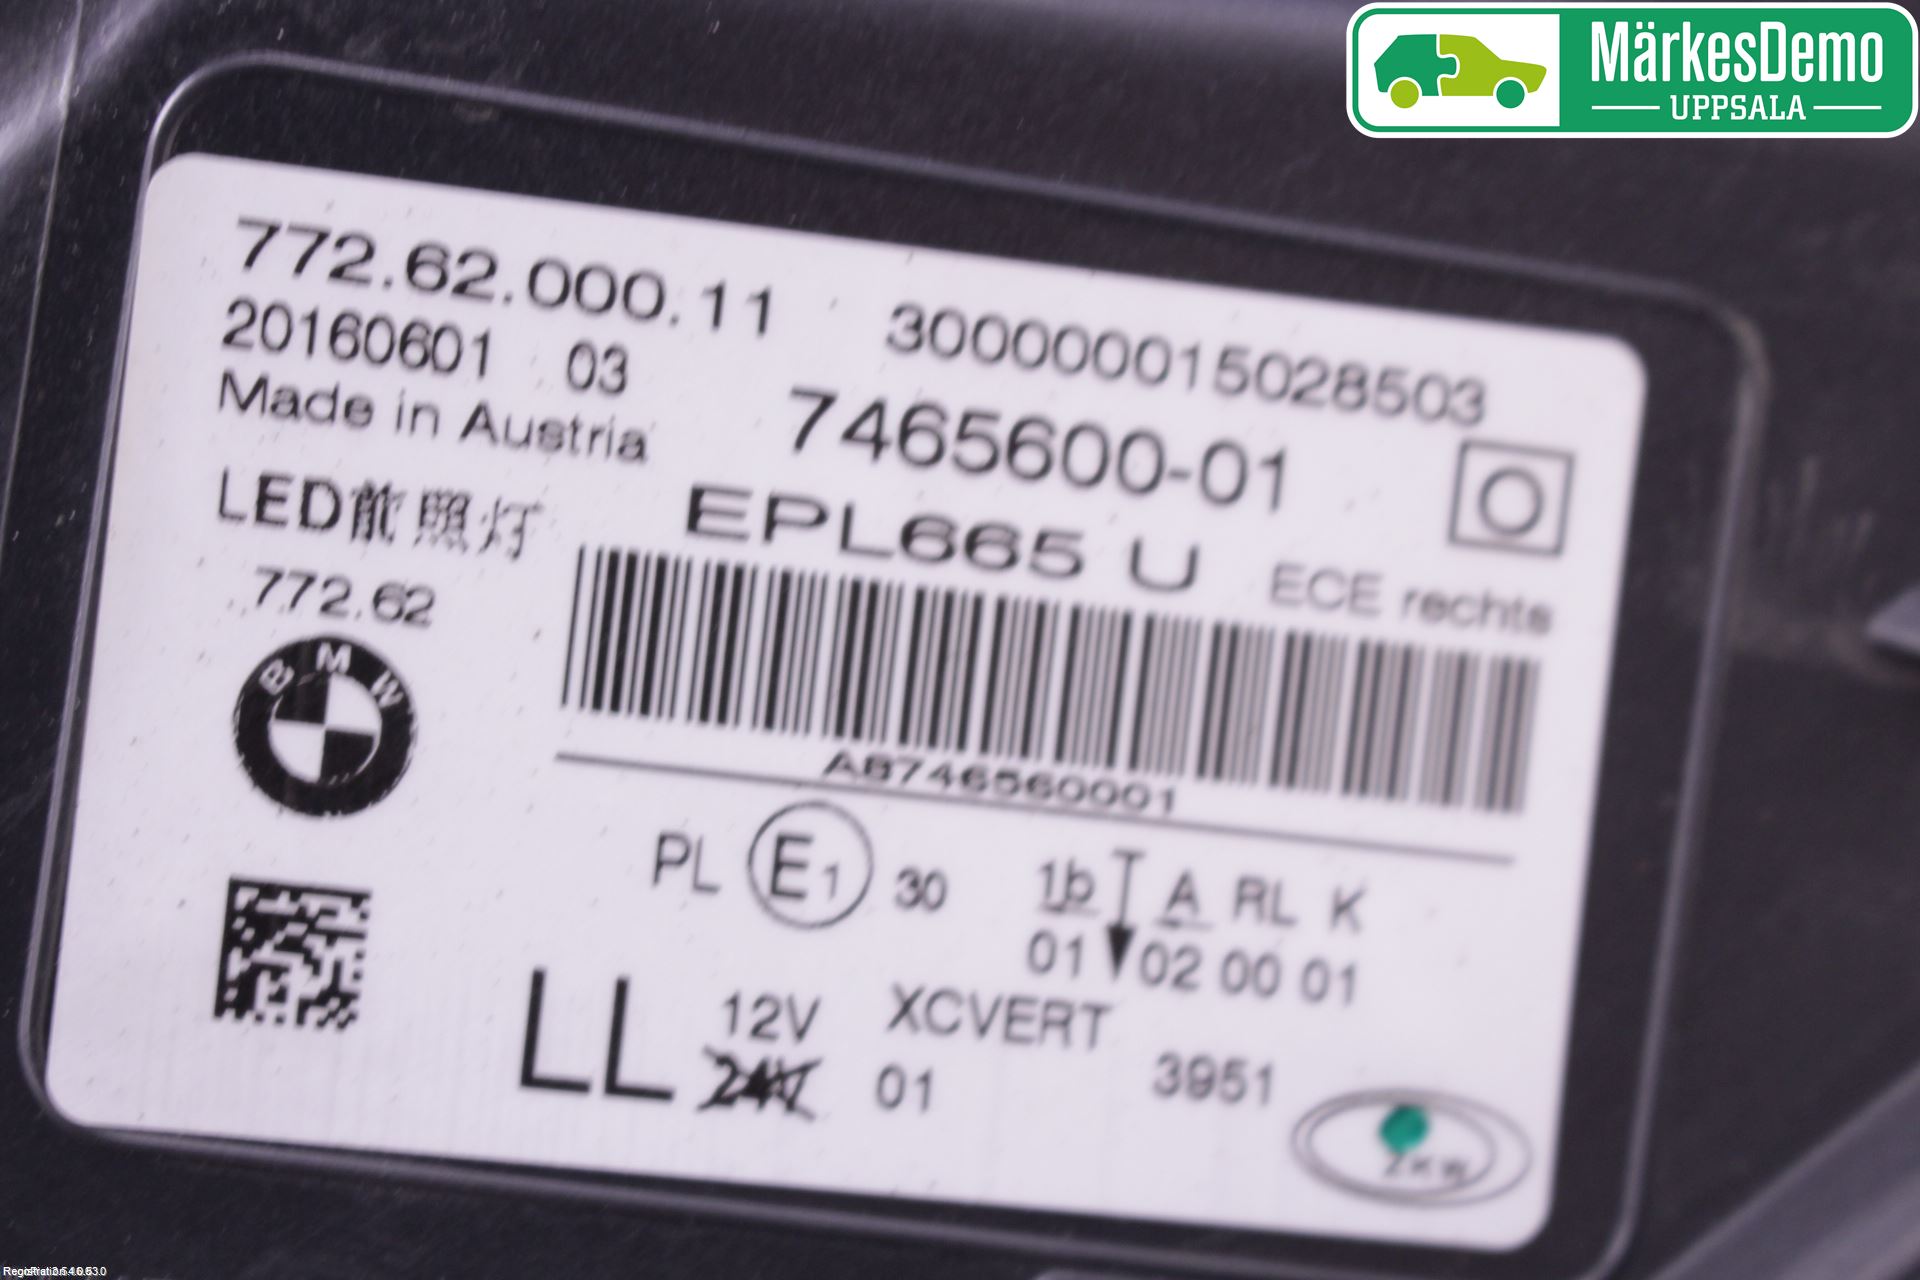 MärkesDemo
UPPSALA
772.62.000.11
300000015028503
20160601 03
7465600-01
Made in Austria
LED前照灯
EPL665 U
ECE rechts
772.62
BMW
A8746560001
PL E1 30 1b A RL K
01 02 00 01
LL 12V XCVERT
24V 01 3951
ZKW